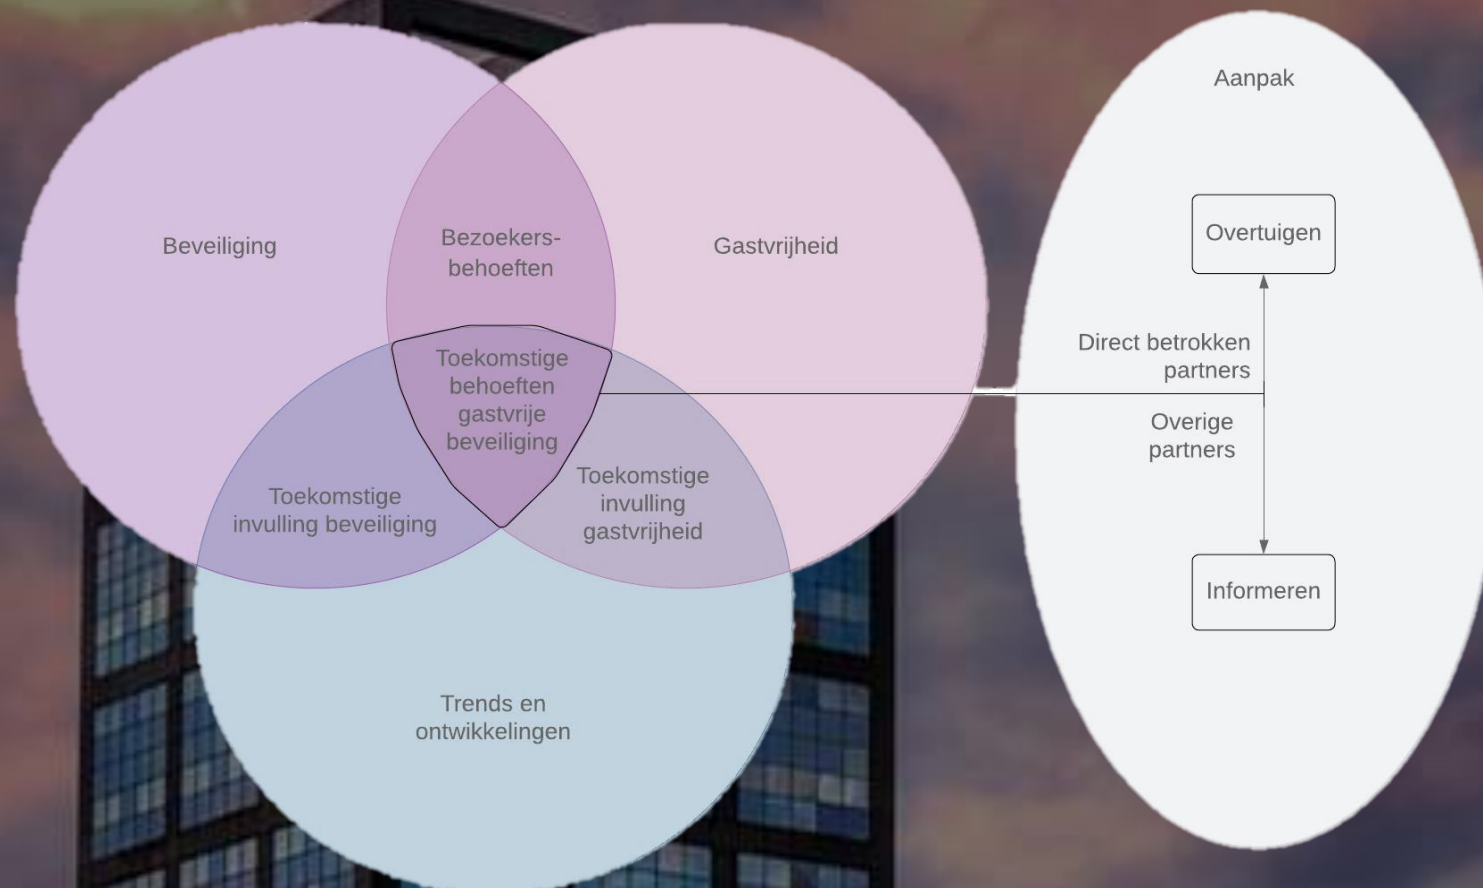 Aanpak
Beveiliging
Bezoekers-
behoeften
Gastvrijheid
Overtuigen
Toekomstige
behoeften
gastvrije
beveiliging
Direct betrokken
partners
Overige
partners
Toekomstige
invulling beveiliging
Toekomstige
invulling
gastvrijheid
Informeren
Trends en
ontwikkelingen